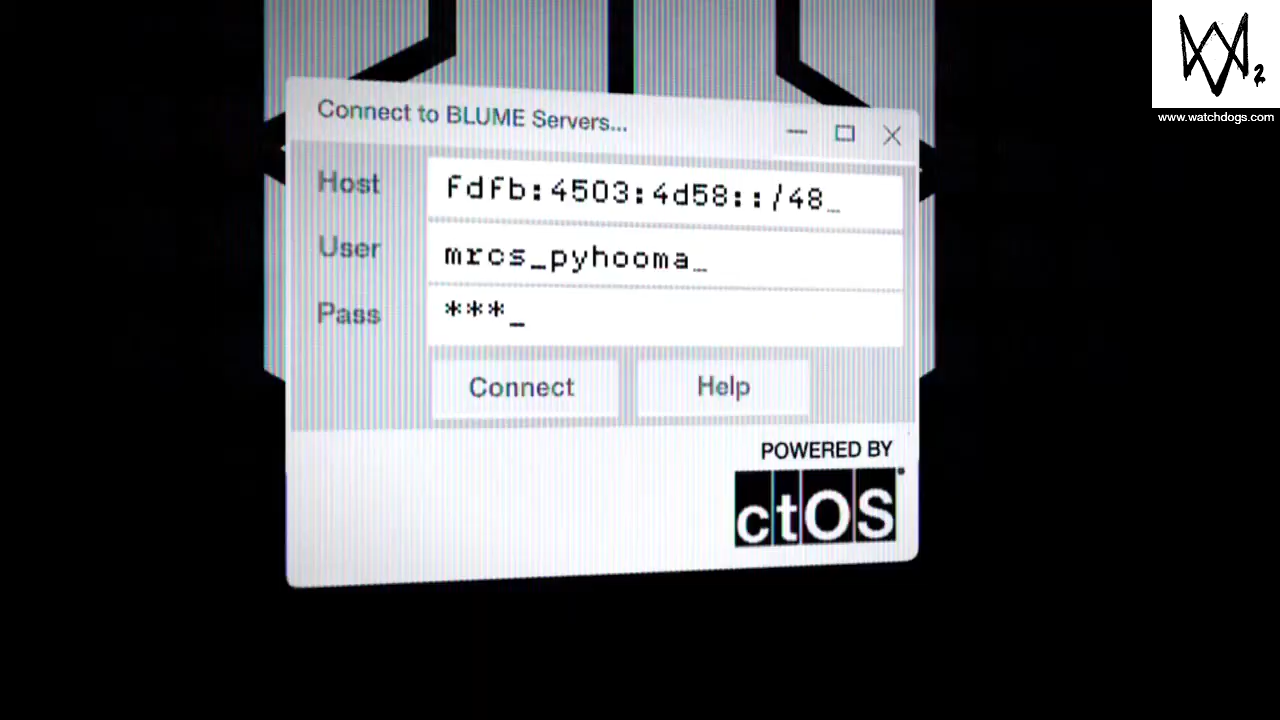 2
www.watchdogs.com
Connect to BLUME Servers...
Host fdfb:4503:4d58::/48_
User mrcs_pyhooma_
Pass ***_
Connect Help
POWERED BY
ctOS